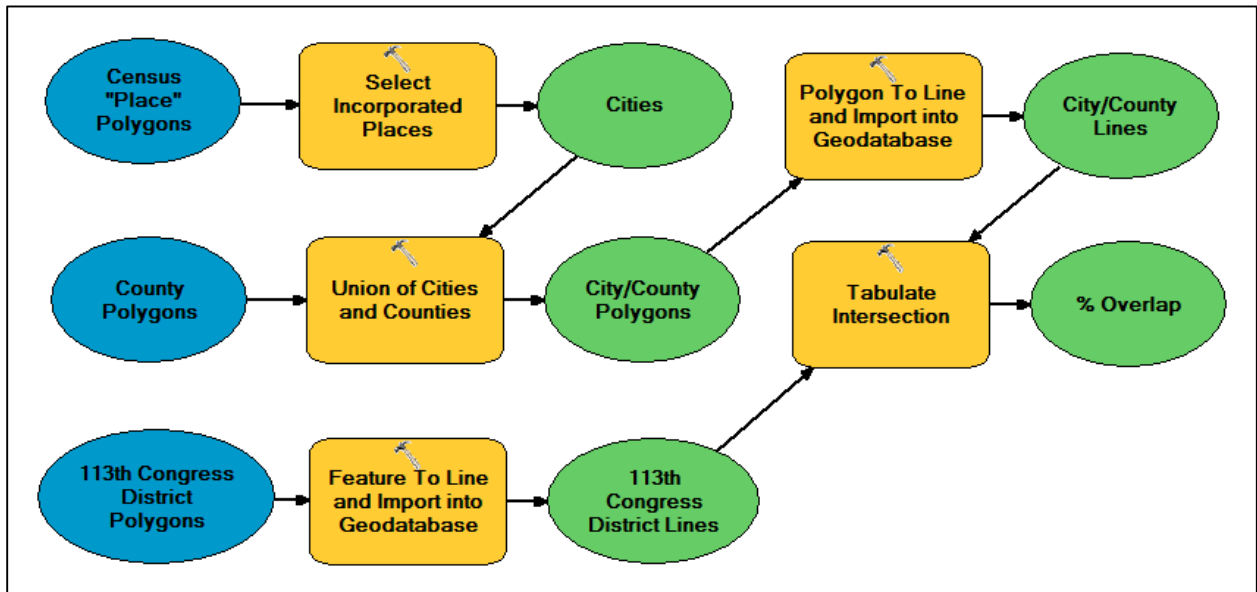 Census
"Place"
Polygons
Select
Incorporated
Places
Cities
Polygon To Line
and Import into
Geodatabase
City/County
Lines
County
Polygons
Union of Cities
and Counties
City/County
Polygons
Tabulate
Intersection
% Overlap
113th Congress
District
Polygons
Feature To Line
and Import into
Geodatabase
113th
Congress
District Lines